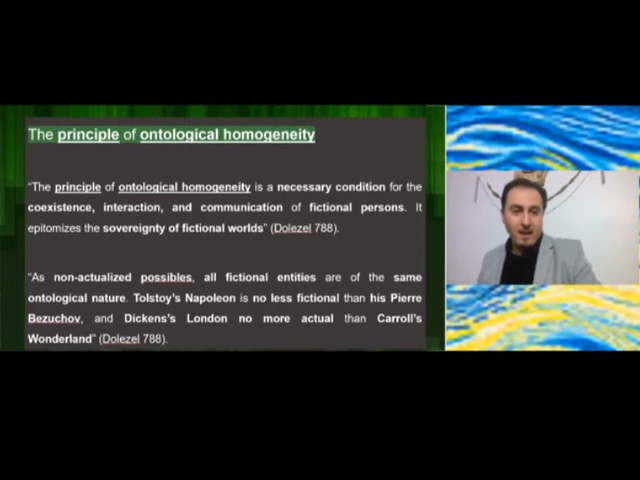 The principle of ontological homogeneity
“The principle of ontological homogeneity is a necessary condition for the
coexistence, interaction, and communication of fictional persons. It
epitomizes the sovereignty of fictional worlds” (Dolezel 788).
“As non-actualized possibles, all fictional entities are of the same
ontological nature. Tolstoy’s Napoleon is no less fictional than his Pierre
Bezuchov, and Dickens’s London no more actual than Carroll’s
Wonderland” (Dolezel 788).